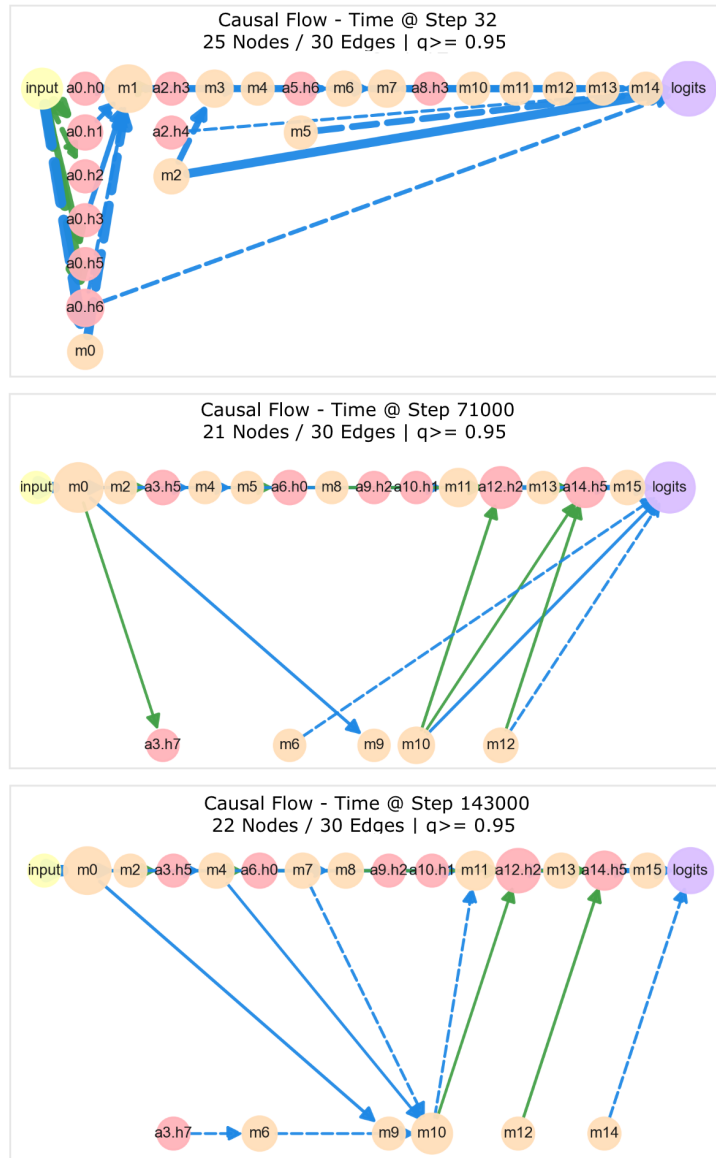 Causal Flow - Time @ Step 32
25 Nodes / 30 Edges | q>= 0.95
input a0.h0 m1 a2.h3 m3 m4 a5.h6 m6 m7 a8.h3 m10 m11 m12 m13 m14 logits
a0.h1 a2.h4 m5
a0.h2 m2
a0.h3
a0.h5
a0.h6
m0
Causal Flow - Time @ Step 71000
21 Nodes / 30 Edges | q>= 0.95
input m0 m2 a3.h5 m4 m5 a6.h0 m8 a9.h2 a10.h1 m11 a12.h2 m13 a14.h5 m15 logits
a3.h7 m6 m9 m10 m12
Causal Flow - Time @ Step 143000
22 Nodes / 30 Edges | q>= 0.95
input m0 m2 a3.h5 m4 a6.h0 m7 m8 a9.h2 a10.h1 m11 a12.h2 m13 a14.h5 m15 logits
a3.h7 m6 m9 m10 m12 m14